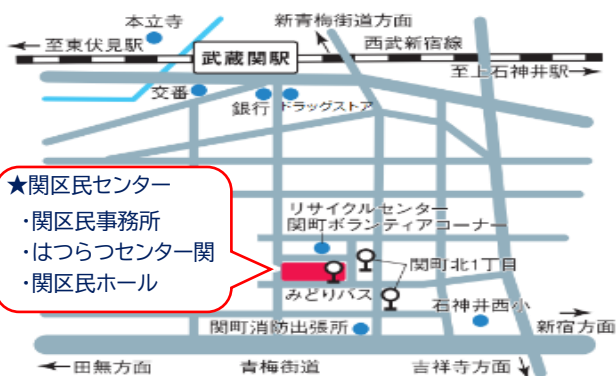 本立寺
新青梅街道方面
←至東伏見駅
武蔵関駅
西武新宿線
至上石神井駅→
交番
銀行
ドラッグストア
★関区民センター
・関区民事務所
・はつらつセンター関
・関区民ホール
リサイクルセンター
関町ボランティアコーナー
関町北1丁目
みどりバス
石神井西小
関町消防出張所
新宿方面
←田無方面
青梅街道
吉祥寺方面